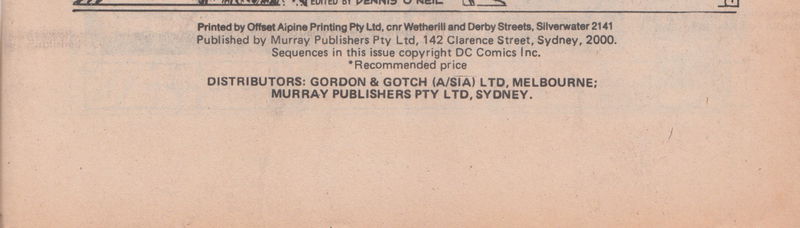 EDITED BY DENNIS O'NEIL
Printed by Offset Alpine Printing Pty Ltd, cnr Wetherill and Derby Streets, Silverwater 2141
Published by Murray Publishers Pty Ltd, 142 Clarence Street, Sydney, 2000.
Sequences in this issue copyright DC Comics Inc.
*Recommended price
DISTRIBUTORS: GORDON & GOTCH (A/SIA) LTD, MELBOURNE;
MURRAY PUBLISHERS PTY LTD, SYDNEY.